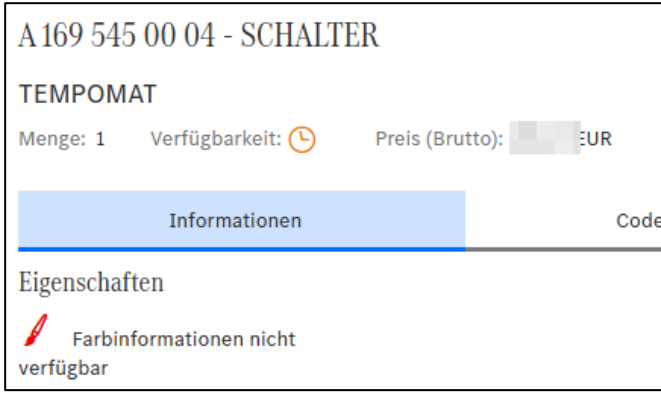 A 169 545 00 04 - SCHALTER
TEMPOMAT
Menge: 1 Verfügbarkeit: Preis (Brutto): EUR
Informationen Code
Eigenschaften
Farbinformationen nicht
verfügbar